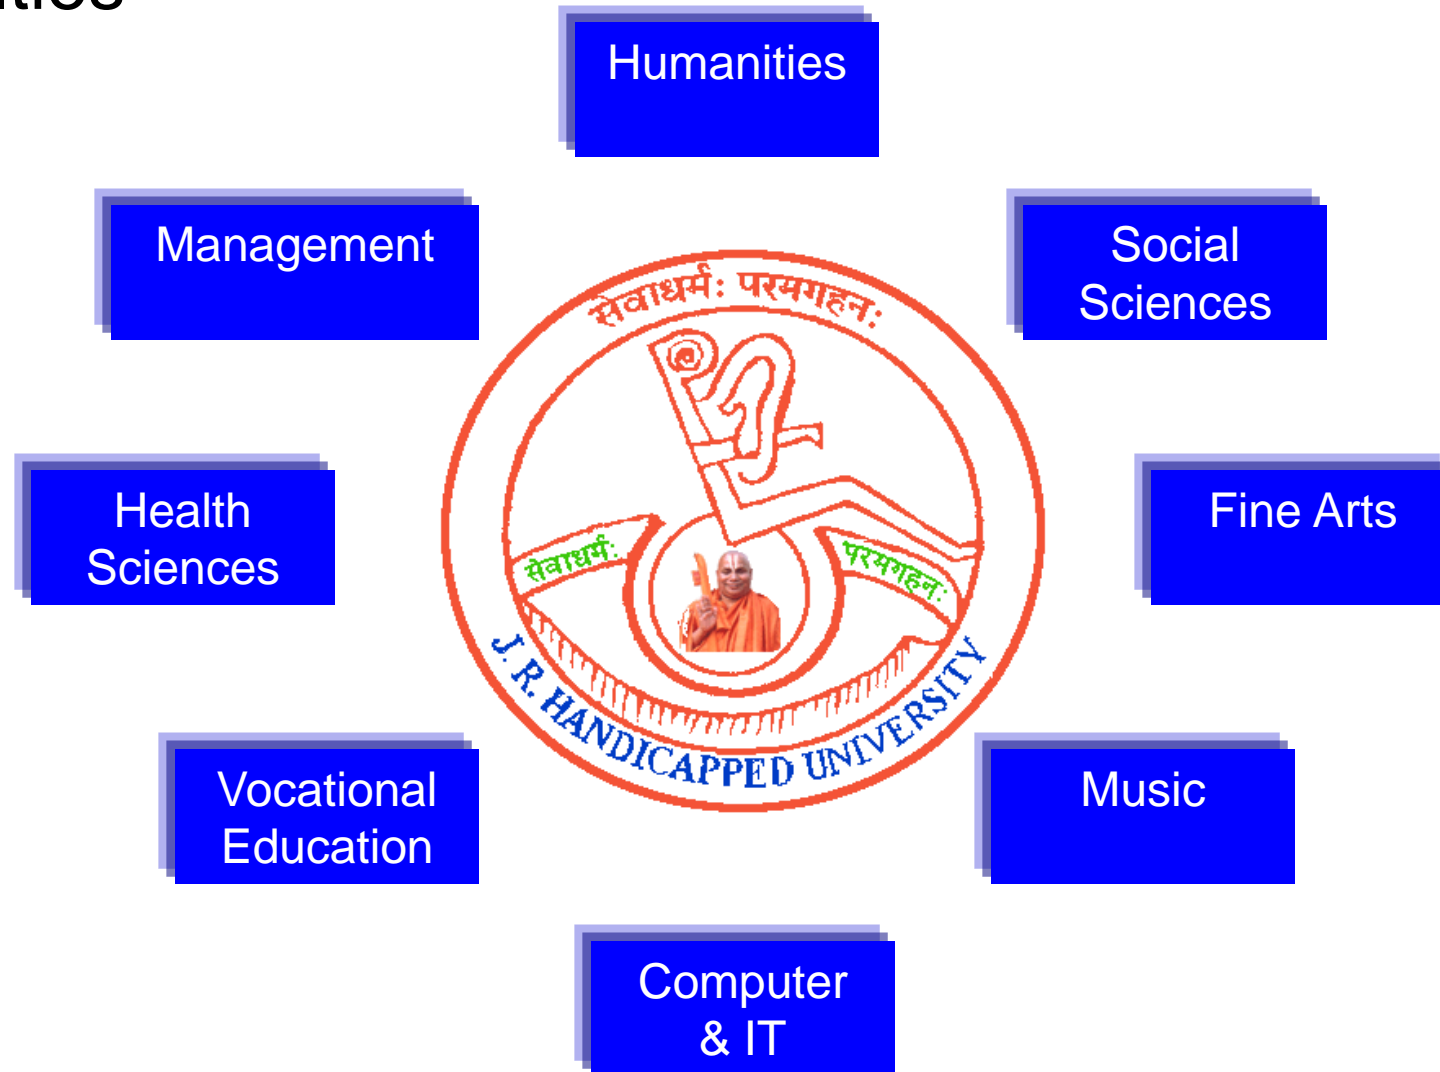 Humanities
Management
Social
Sciences
सेवाधर्मः परमगहनः
Health
Sciences
Fine Arts
सेवाधर्मः
परमगहनः
J. R. HANDICAPPED UNIVERSITY
Vocational
Education
Music
Computer
& IT